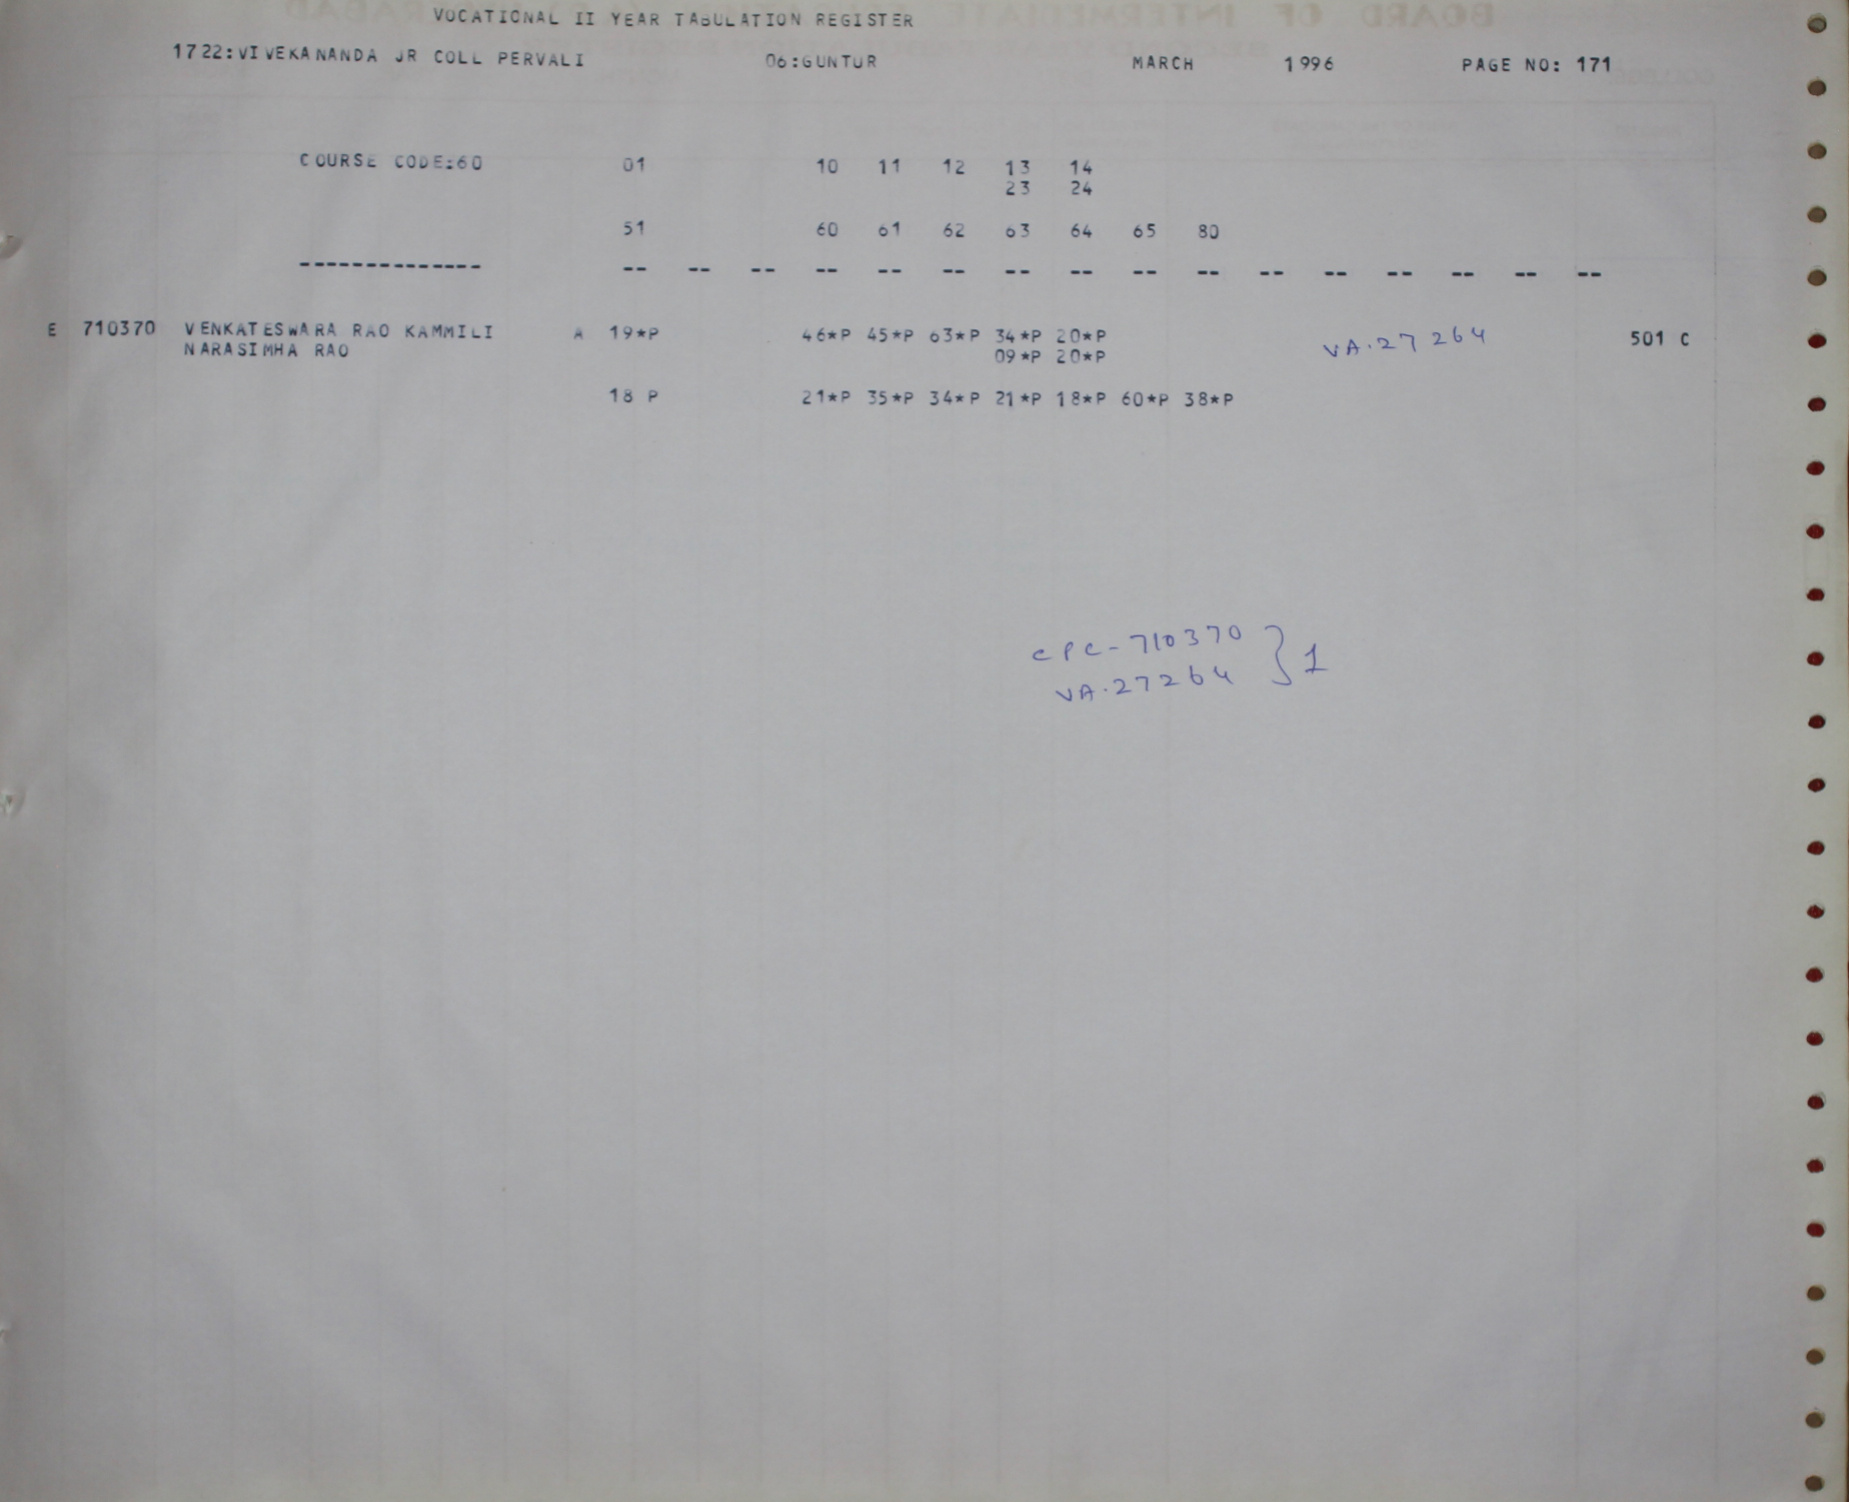 VOCATIONAL II YEAR TABULATION REGISTER
1722:VIVEKANANDA JR COLL PERVALI 06:GUNTUR MARCH 1996 PAGE NO: 171
COURSE CODE:60 01 10 11 12 13 14
23 24
51 60 61 62 63 64 65 80
-------------- -- -- -- -- -- -- -- -- -- -- -- -- -- -- -- --
E 710370 VENKATESWARA RAO KAMMILI A 19*P 46*P 45*P 63*P 34*P 20*P VA.27264 501 C
NARASIMHA RAO 09*P 20*P
18 P 21*P 35*P 34*P 21*P 18*P 60*P 38*P
CPC-710370 } 1
VA.27264